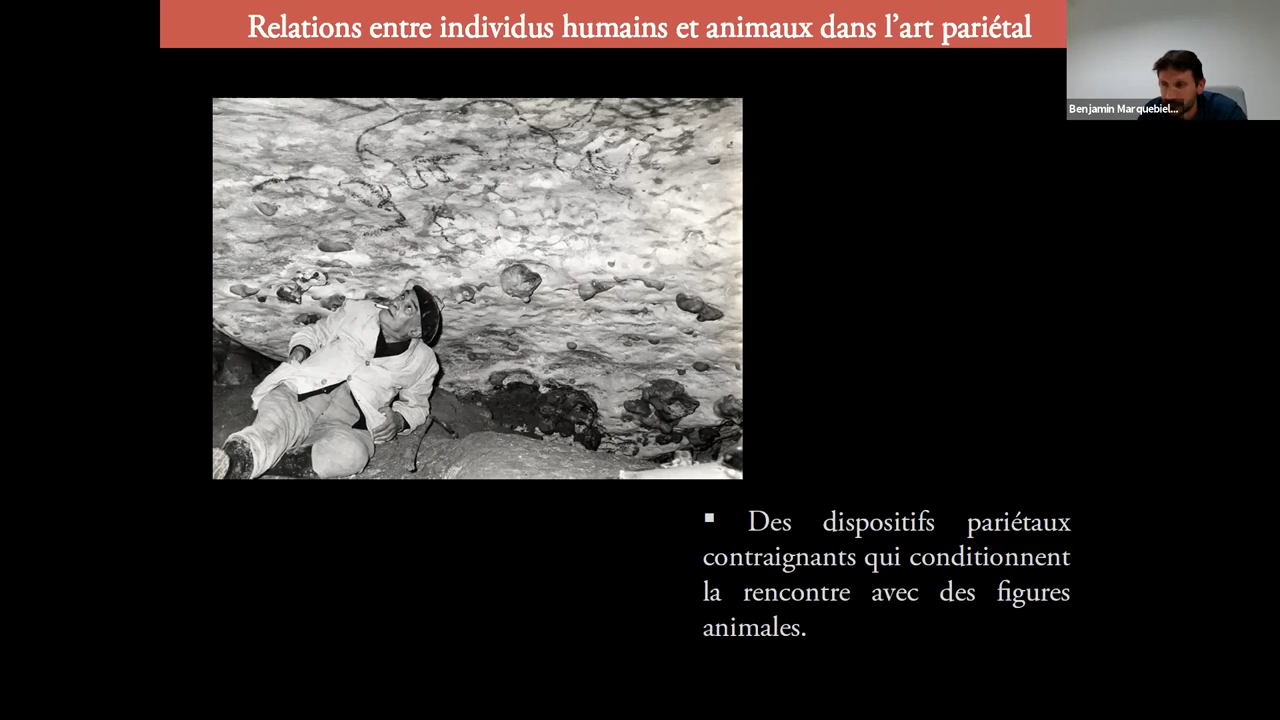 Relations entre individus humains et animaux dans l’art pariétal
Benjamin Marquebiel...
▪ Des dispositifs pariétaux
contraignants qui conditionnent
la rencontre avec des figures
animales.